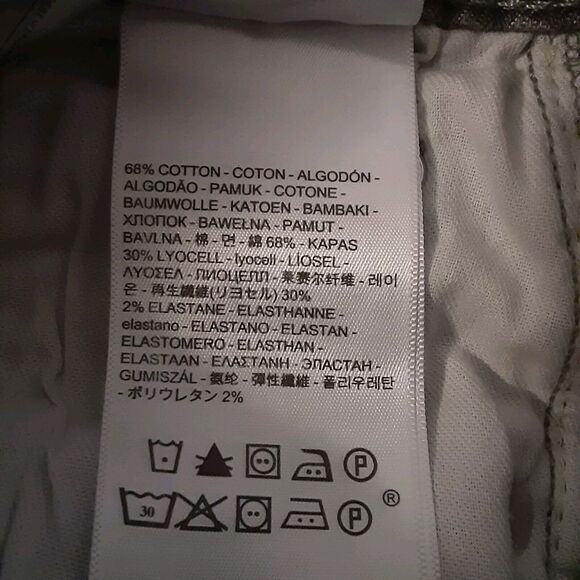 68% COTTON - COTON - ALGODÓN -
ALGODÃO - PAMUK - COTONE -
BAUMWOLLE - KATOEN - BAMBAKI -
ХЛОПОК - BAWEŁNA - PAMUT -
BAVLNA - 棉 - 면 - 綿 68% - KAPAS
30% LYOCELL - lyocell - LİOSEL -
ΛΥΟΣΕΛ - ЛИОЦЕЛЛ - 莱赛尔纤维 - 레이
온 - 再生繊維(リヨセル) 30%
2% ELASTANE - ELASTHANNE -
elastano - ELASTANO - ELASTAN -
ELASTOMERO - ELASTHAN -
ELASTAAN - ΕΛΑΣΤΑΝΗ - ЭЛАСТАН -
GUMISZÁL - 氨纶 - 彈性纖維 - 폴리우레탄
- ポリウレタン 2%
P
30 P ®